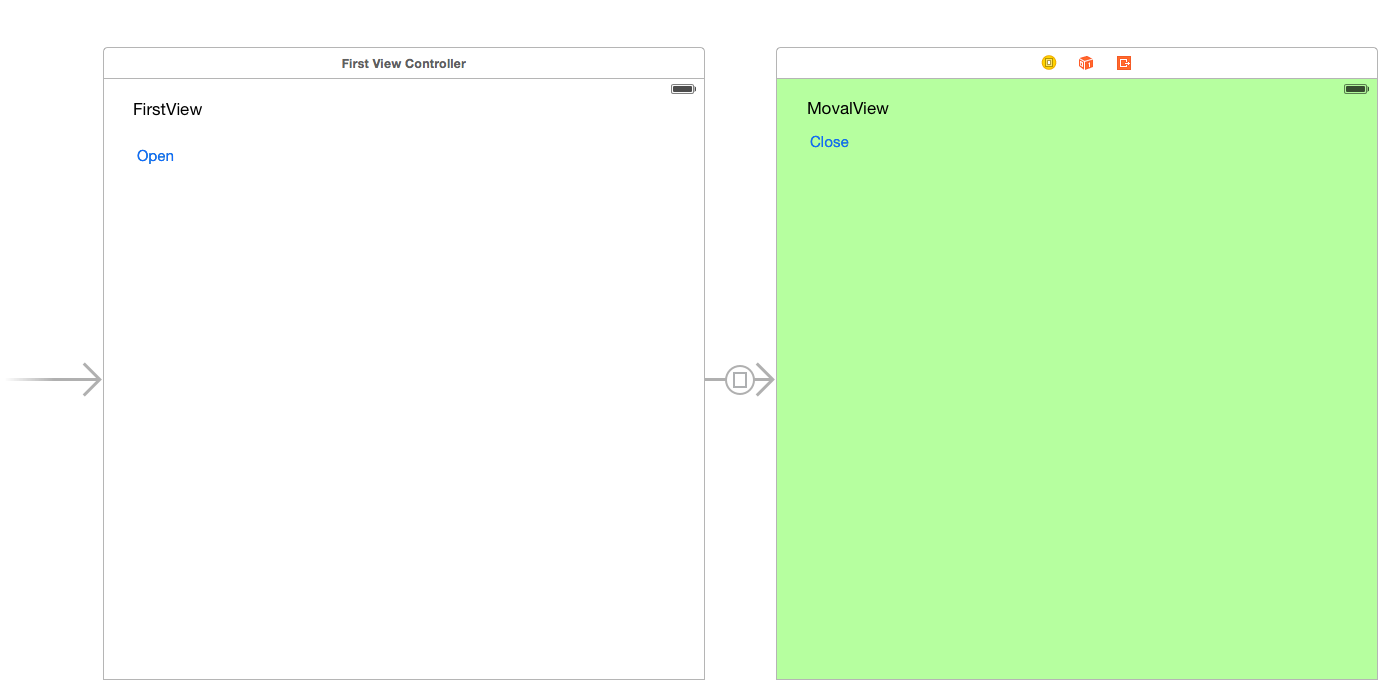 First View Controller
FirstView
Open
MovalView
Close